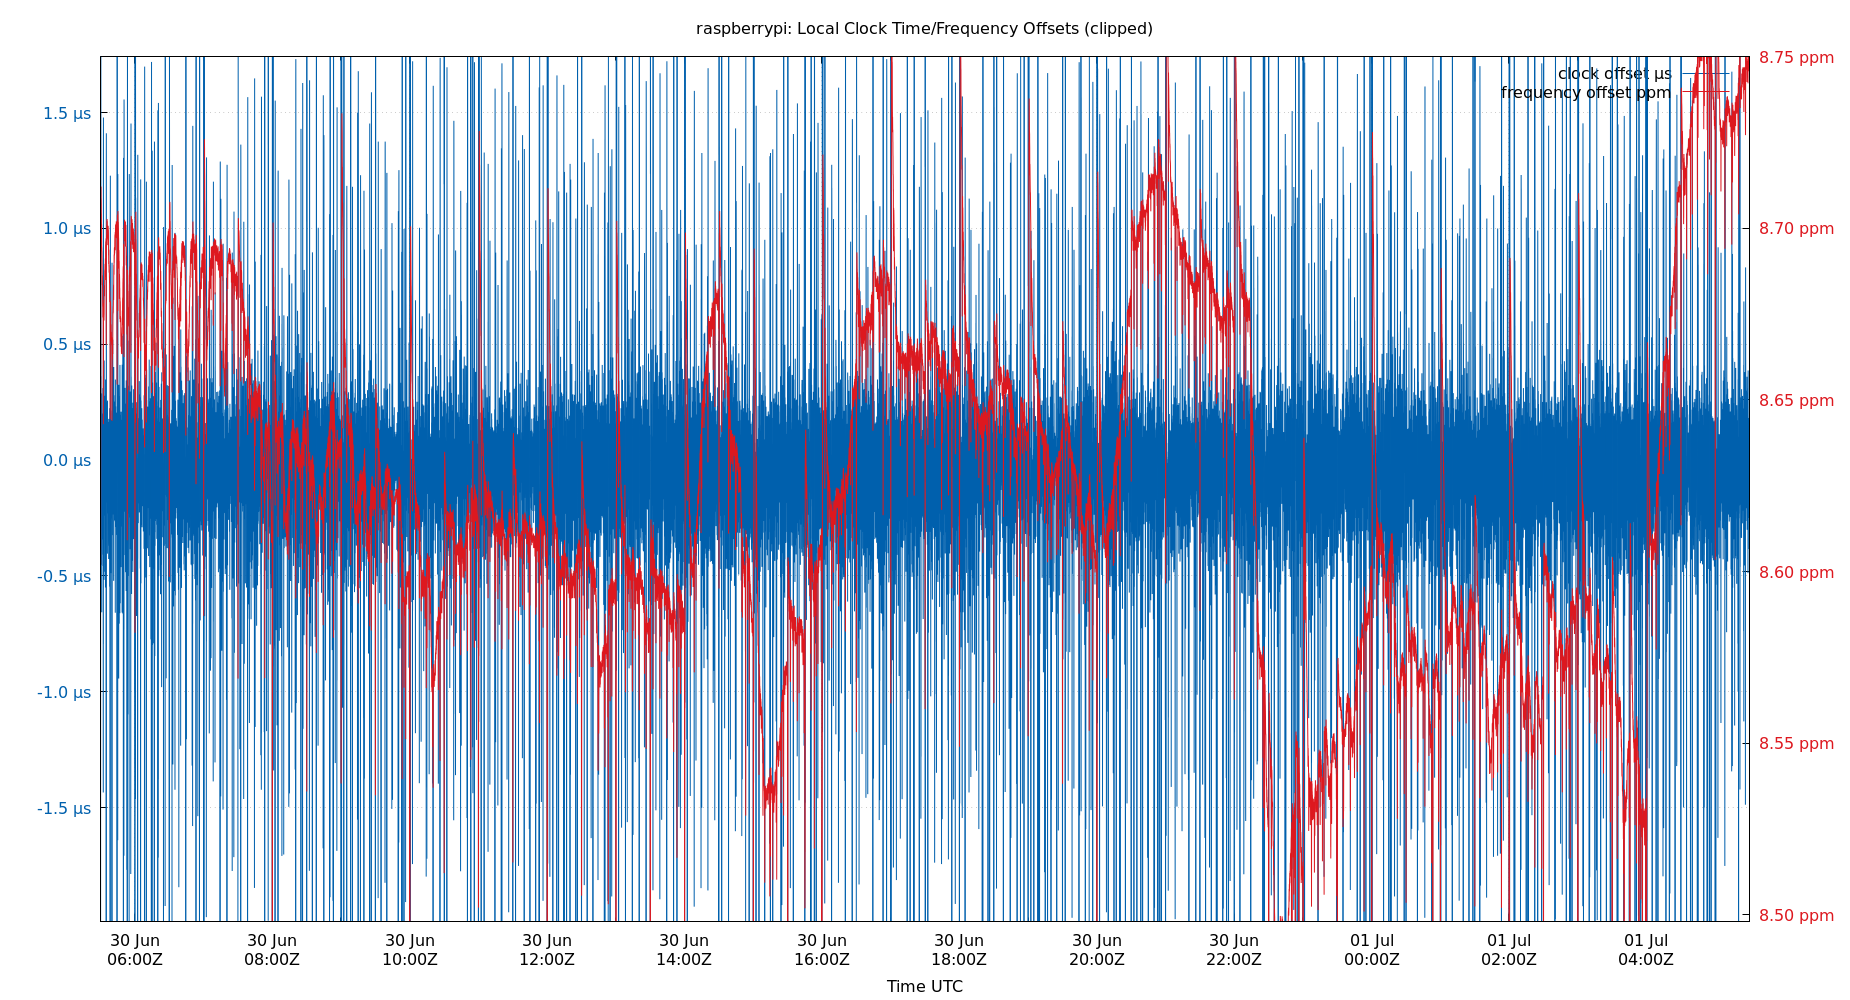 raspberrypi: Local Clock Time/Frequency Offsets (clipped)
clock offset µs
frequency offset ppm
1.5 µs
1.0 µs
0.5 µs
0.0 µs
-0.5 µs
-1.0 µs
-1.5 µs
8.75 ppm
8.70 ppm
8.65 ppm
8.60 ppm
8.55 ppm
8.50 ppm
30 Jun
06:00Z
30 Jun
08:00Z
30 Jun
10:00Z
30 Jun
12:00Z
30 Jun
14:00Z
30 Jun
16:00Z
30 Jun
18:00Z
30 Jun
20:00Z
30 Jun
22:00Z
01 Jul
00:00Z
01 Jul
02:00Z
01 Jul
04:00Z
Time UTC